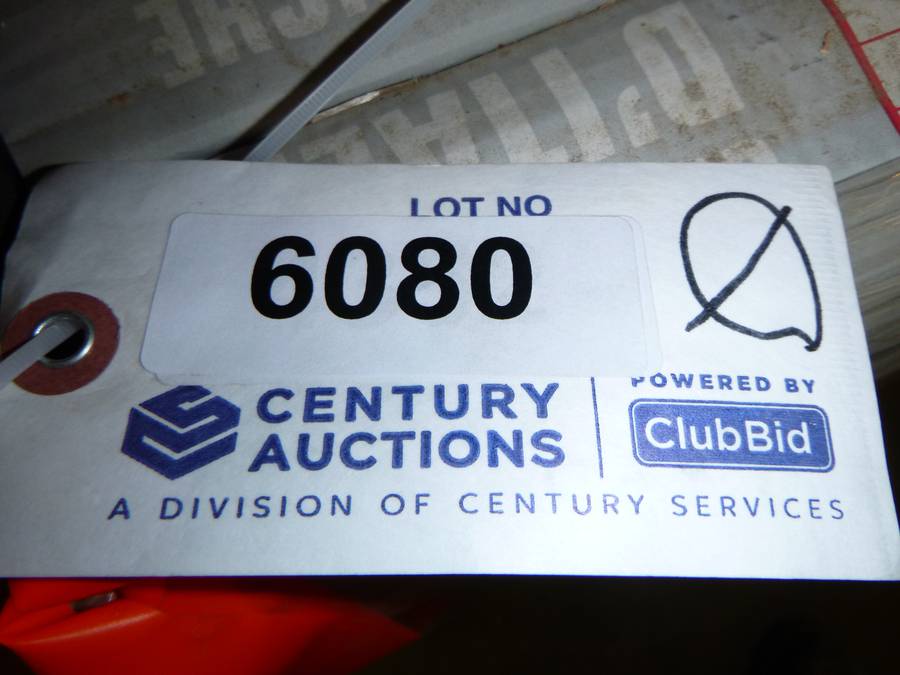 LOT NO
6080
CENTURY
AUCTIONS
POWERED BY
ClubBid
A DIVISION OF CENTURY SERVICES